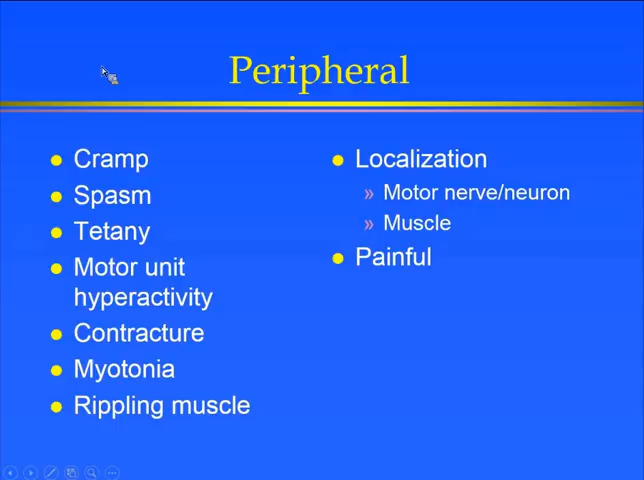 Peripheral
Cramp
Spasm
Tetany
Motor unit
hyperactivity
Contracture
Myotonia
Rippling muscle
Localization
» Motor nerve/neuron
» Muscle
Painful